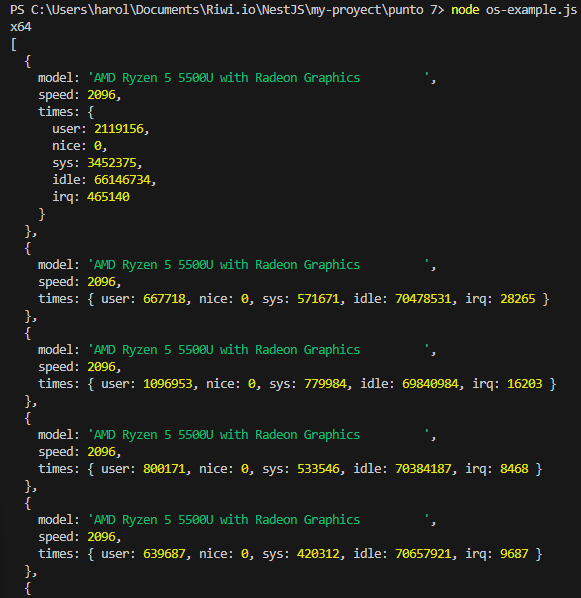 PS C:\Users\harol\Documents\Riwi.io\NestJS\my-proyect\punto 7> node os-example.js
x64
[
  {
    model: 'AMD Ryzen 5 5500U with Radeon Graphics         ',
    speed: 2096,
    times: {
      user: 2119156,
      nice: 0,
      sys: 3452375,
      idle: 66146734,
      irq: 465140
    }
  },
  {
    model: 'AMD Ryzen 5 5500U with Radeon Graphics         ',
    speed: 2096,
    times: { user: 667718, nice: 0, sys: 571671, idle: 70478531, irq: 28265 }
  },
  {
    model: 'AMD Ryzen 5 5500U with Radeon Graphics         ',
    speed: 2096,
    times: { user: 1096953, nice: 0, sys: 779984, idle: 69840984, irq: 16203 }
  },
  {
    model: 'AMD Ryzen 5 5500U with Radeon Graphics         ',
    speed: 2096,
    times: { user: 800171, nice: 0, sys: 533546, idle: 70384187, irq: 8468 }
  },
  {
    model: 'AMD Ryzen 5 5500U with Radeon Graphics         ',
    speed: 2096,
    times: { user: 639687, nice: 0, sys: 420312, idle: 70657921, irq: 9687 }
  },
  {